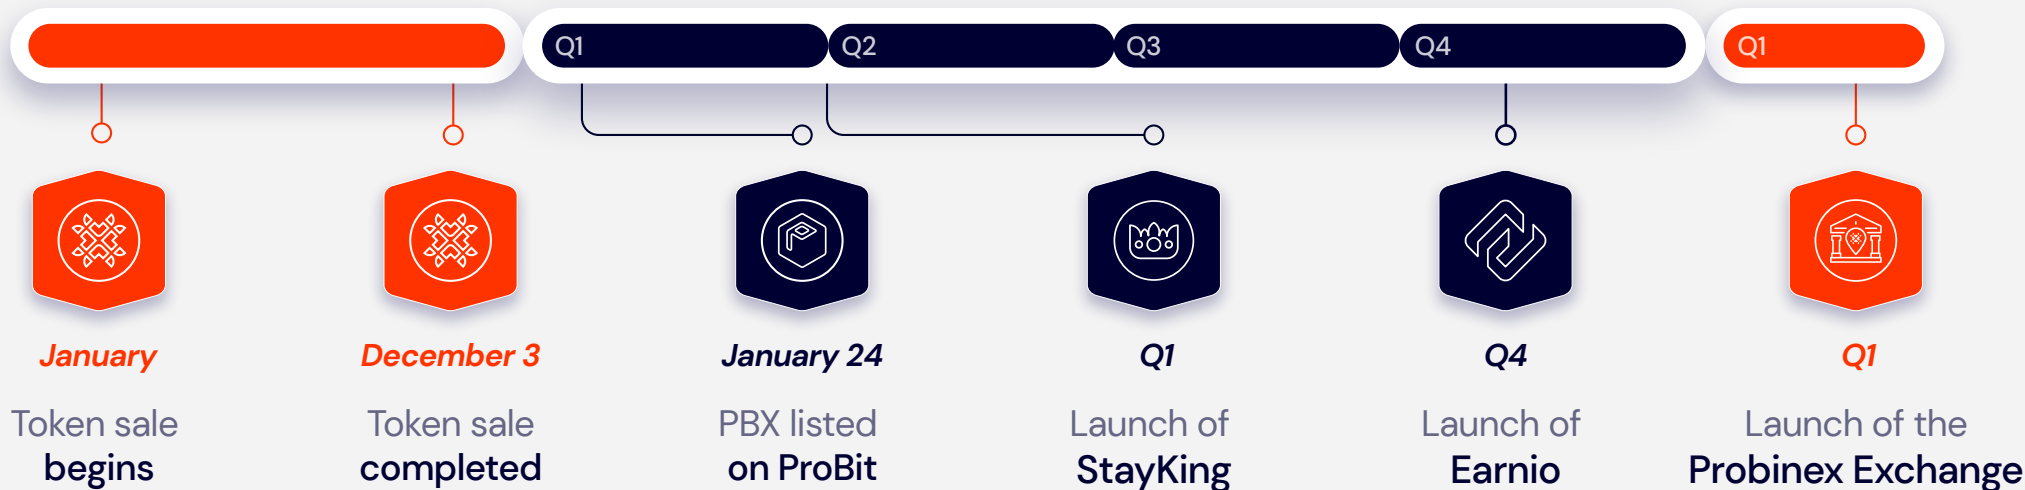 Q1
Q2
Q3
Q4
Q1
January
Token sale
begins
December 3
Token sale
completed
January 24
PBX listed
on ProBit
Q1
Launch of
StayKing
Q4
Launch of
Earnio
Q1
Launch of the
Probinex Exchange